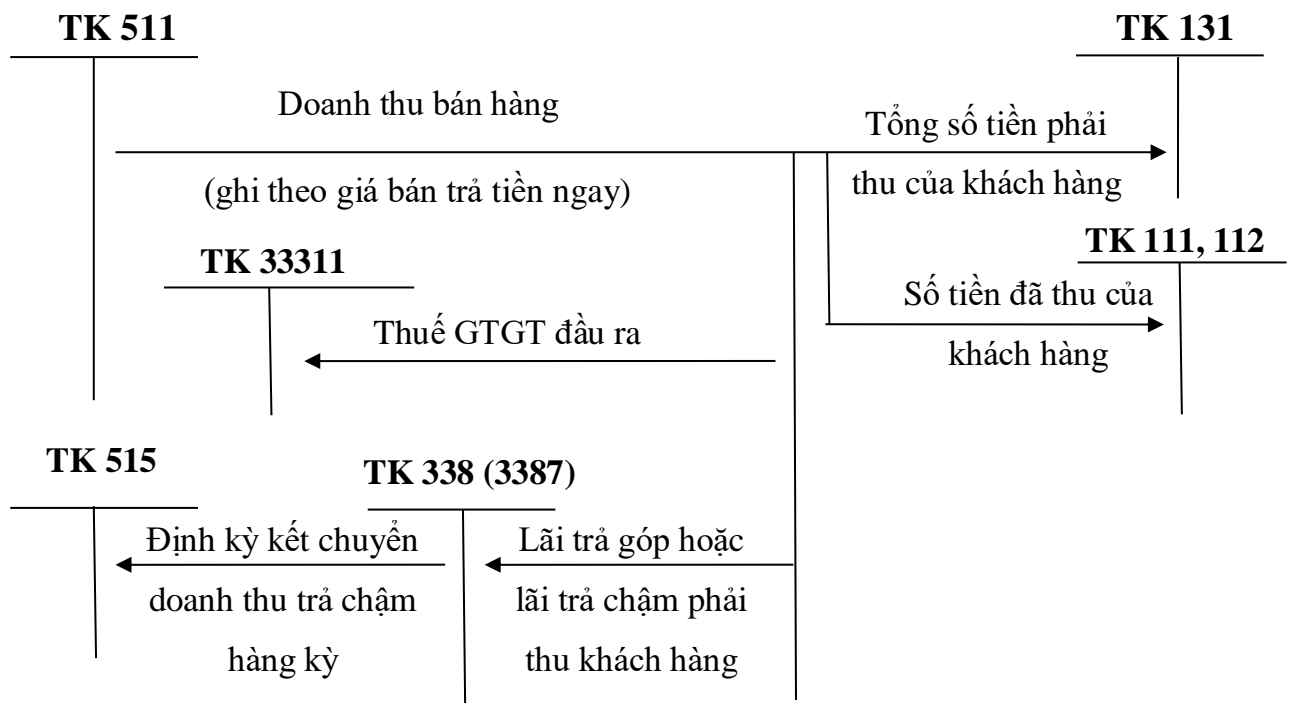 TK 511
TK 131
Doanh thu bán hàng
Tổng số tiền phải
(ghi theo giá bán trả tiền ngay)
thu của khách hàng
TK 33311
TK 111, 112
Số tiền đã thu của
Thuế GTGT đầu ra
khách hàng
TK 515
TK 338 (3387)
Định kỳ kết chuyển
doanh thu trả chậm
hàng kỳ
Lãi trả góp hoặc
lãi trả chậm phải
thu khách hàng